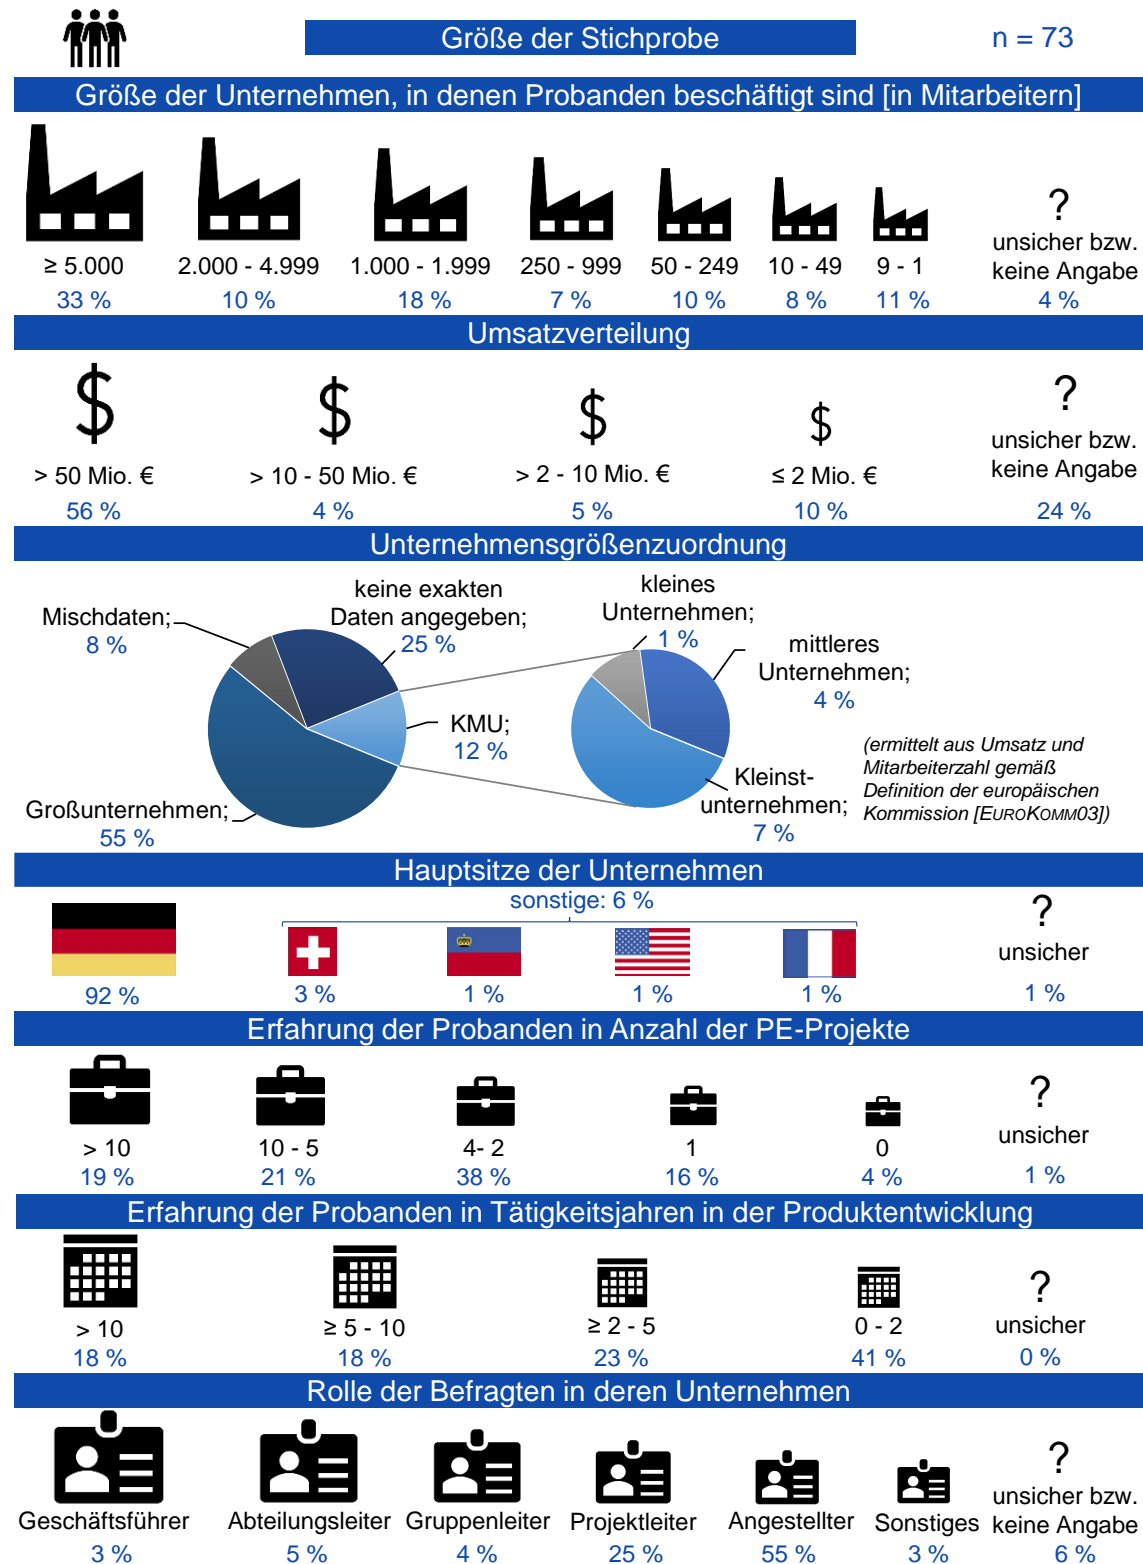 Größe der Stichprobe
n = 73
Größe der Unternehmen, in denen Probanden beschäftigt sind [in Mitarbeitern]
≥ 5.000
2.000 - 4.999
1.000 - 1.999
250 - 999
50 - 249
10 - 49
9 - 1
?
unsicher bzw.
keine Angabe
33 %
10 %
18 %
7 %
10 %
8 %
11 %
4 %
Umsatzverteilung
$
$
$
$
?
> 50 Mio. €
> 10 - 50 Mio. €
> 2 - 10 Mio. €
≤ 2 Mio. €
unsicher bzw.
keine Angabe
56 %
4 %
5 %
10 %
24 %
Unternehmensgrößenzuordnung
Mischdaten;
8 %
keine exakten
Daten angegeben;
25 %
KMU;
12 %
Großunternehmen;
55 %
kleines
Unternehmen;
1 %
mittleres
Unternehmen;
4 %
Kleinst-
unternehmen;
7 %
(ermittelt aus Umsatz und
Mitarbeiterzahl gemäß
Definition der europäischen
Kommission [EUROKOMM03])
Hauptsitze der Unternehmen
sonstige: 6 %
?
unsicher
92 %
3 %
1 %
1 %
1 %
1 %
Erfahrung der Probanden in Anzahl der PE-Projekte
?
> 10
10 - 5
4- 2
1
0
unsicher
19 %
21 %
38 %
16 %
4 %
1 %
Erfahrung der Probanden in Tätigkeitsjahren in der Produktentwicklung
?
> 10
≥ 5 - 10
≥ 2 - 5
0 - 2
unsicher
18 %
18 %
23 %
41 %
0 %
Rolle der Befragten in deren Unternehmen
?
Geschäftsführer
Abteilungsleiter
Gruppenleiter
Projektleiter
Angestellter
Sonstiges
unsicher bzw.
keine Angabe
3 %
5 %
4 %
25 %
55 %
3 %
6 %